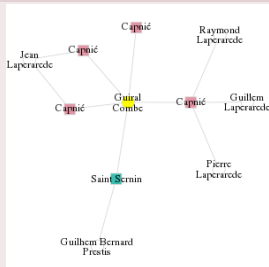 Capnié
Raymond
Laperarede
Jean
Laperarede
Capnié
Guiral
Combe
Capnié
Capnié
Guillem
Laperarede
Pierre
Laperarede
Saint Sernin
Guilhem Bernard
Prestis